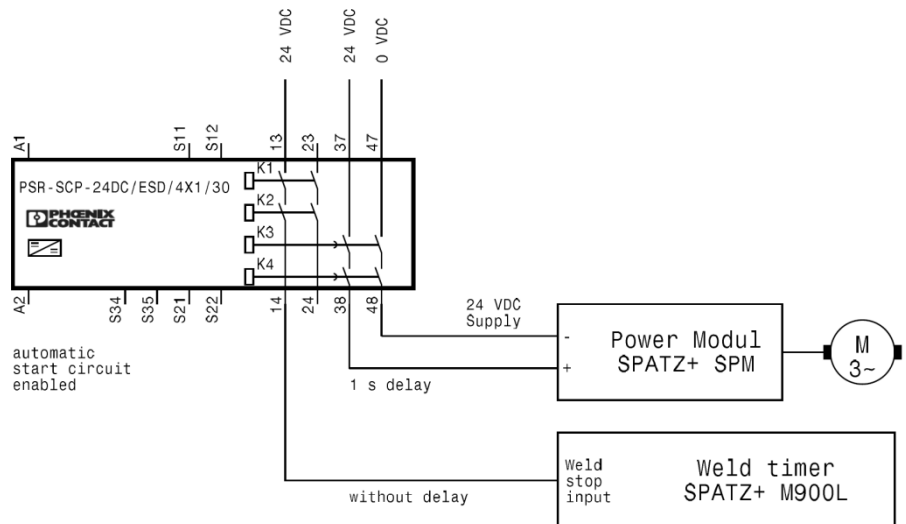 24 VDC
24 VDC
0 VDC
A1
S11
S12
13
23
37
47
PSR-SCP-24DC/ESD/4X1/30
PHŒNIX
CONTACT
K1
K2
K3
K4
A2
S34
S35
S21
S22
14
24
38
48
automatic
start circuit
enabled
24 VDC
Supply
1 s delay
without delay
-
+
Power Modul
SPATZ+ SPM
M
3~
Weld
stop
input
Weld timer
SPATZ+ M900L